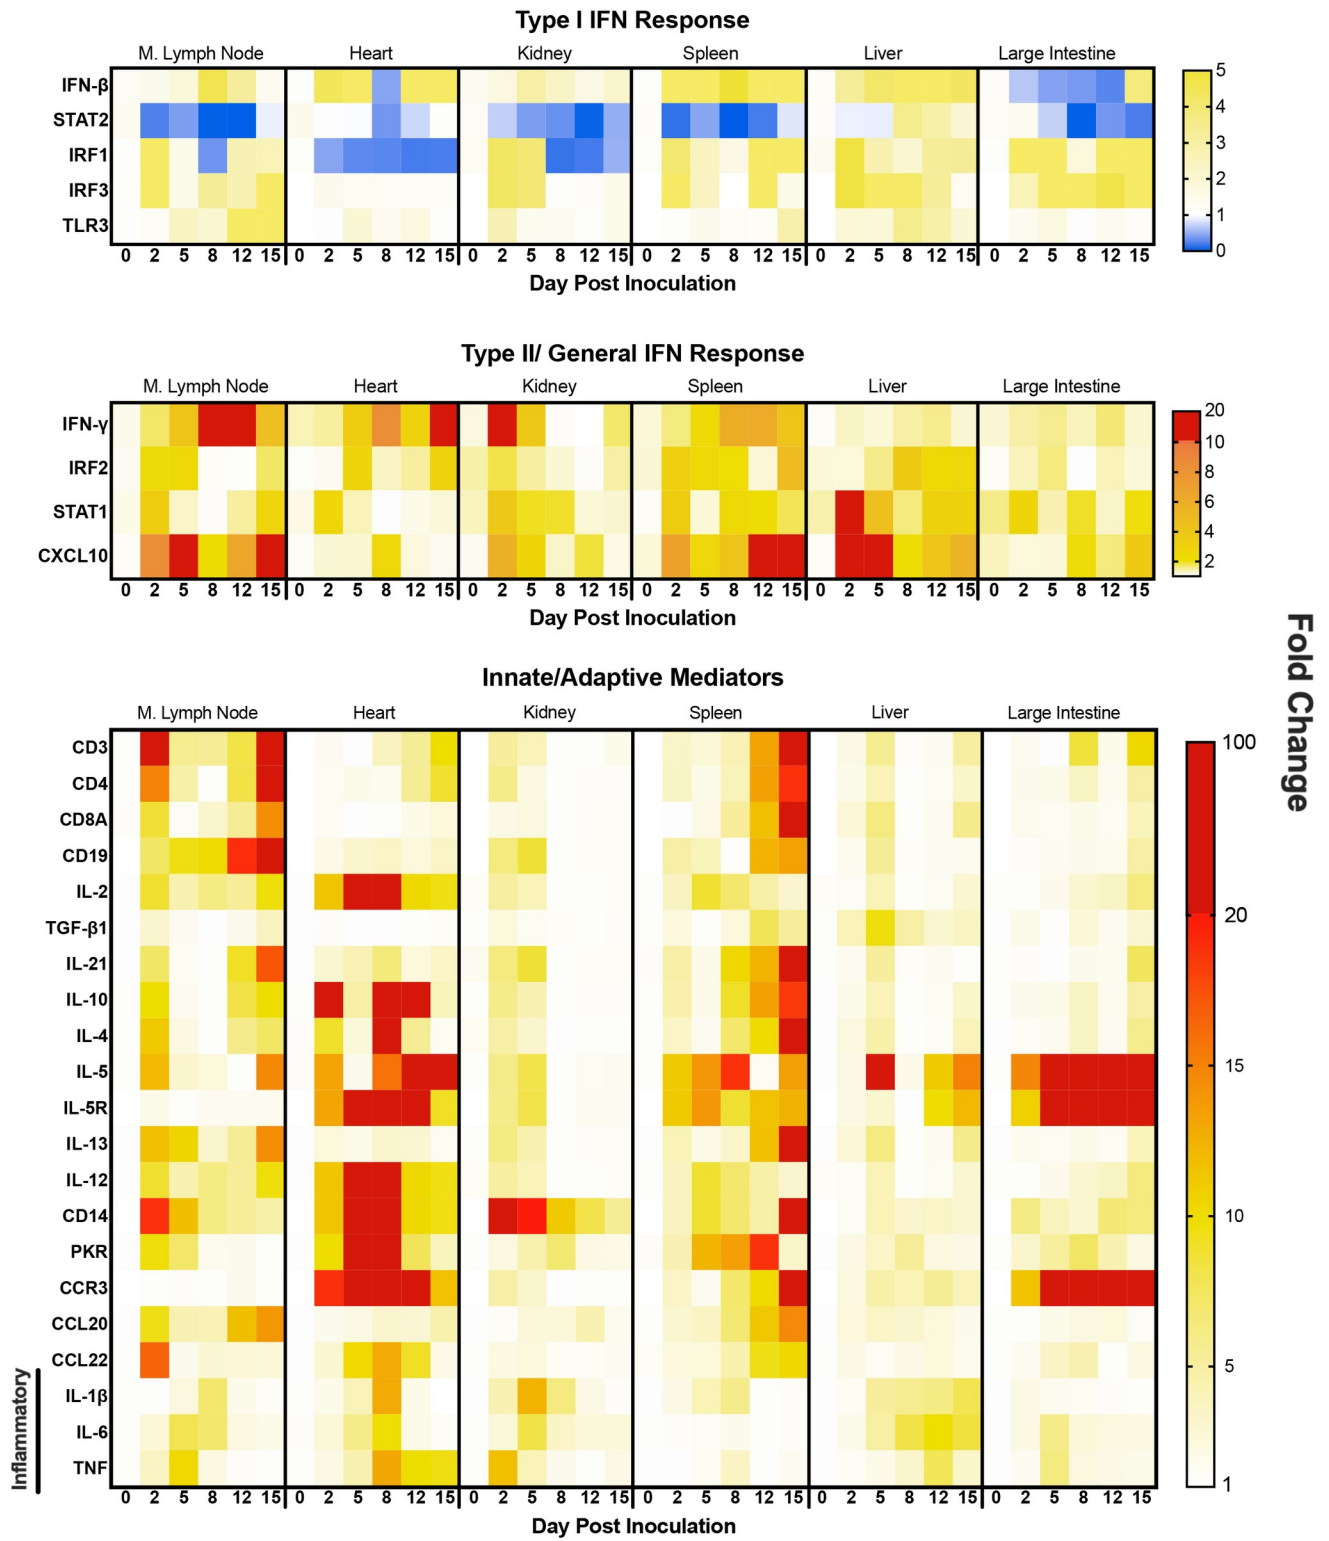 Type I IFN Response
M. Lymph Node Heart Kidney Spleen Liver Large Intestine
IFN-β
STAT2
IRF1
IRF3
TLR3
5
4
3
2
1
0
0 2 5 8 12 15 0 2 5 8 12 15 0 2 5 8 12 15 0 2 5 8 12 15 0 2 5 8 12 15 0 2 5 8 12 15
Day Post Inoculation
Type II/ General IFN Response
M. Lymph Node Heart Kidney Spleen Liver Large Intestine
IFN-γ
IRF2
STAT1
CXCL10
20
10
8
6
4
2
0 2 5 8 12 15 0 2 5 8 12 15 0 2 5 8 12 15 0 2 5 8 12 15 0 2 5 8 12 15 0 2 5 8 12 15
Day Post Inoculation
Fold Change
Innate/Adaptive Mediators
M. Lymph Node Heart Kidney Spleen Liver Large Intestine
CD3
CD4
CD8A
CD19
IL-2
TGF-β1
IL-21
IL-10
IL-4
IL-5
IL-5R
IL-13
IL-12
CD14
PKR
CCR3
CCL20
CCL22
IL-1β
IL-6
TNF
Inflammatory
100
20
15
10
5
1
0 2 5 8 12 15 0 2 5 8 12 15 0 2 5 8 12 15 0 2 5 8 12 15 0 2 5 8 12 15 0 2 5 8 12 15
Day Post Inoculation